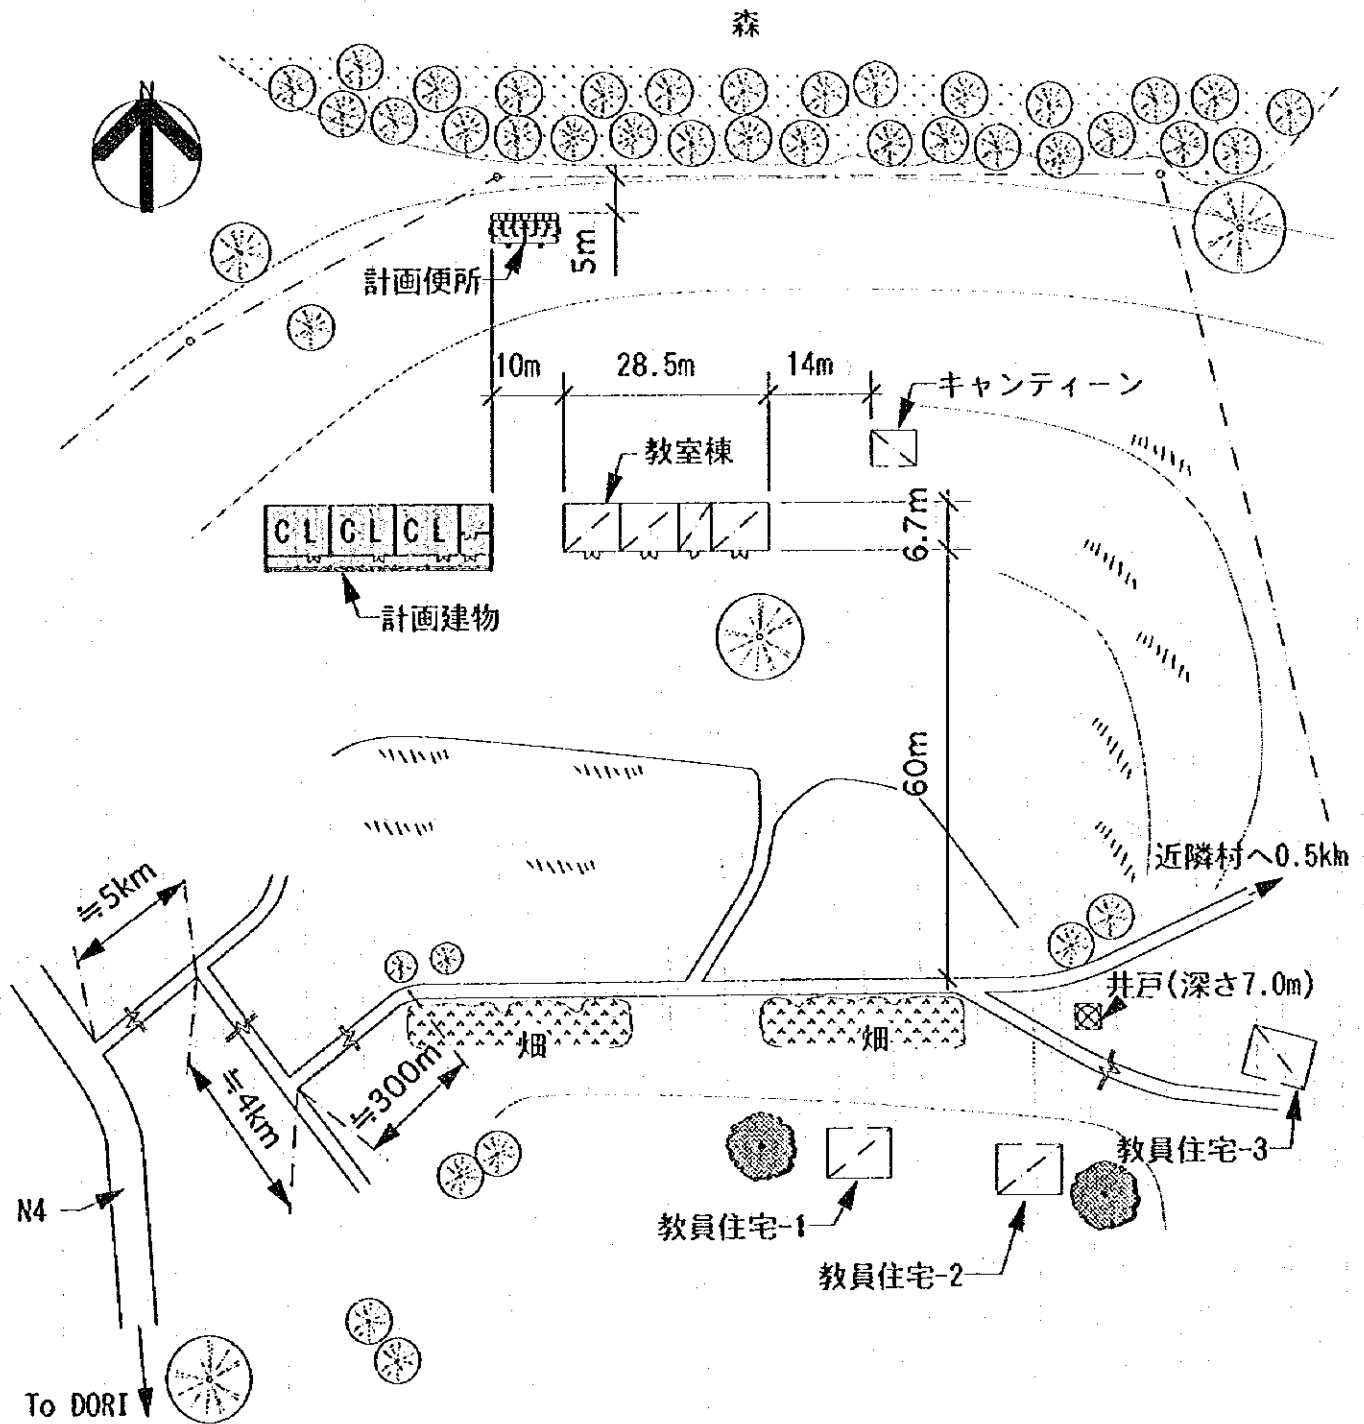 森
N
計画便所
5m
10m
28.5m
14m
キャンティーン
教室棟
CL
CL
CL
6.7m
計画建物
60m
近隣村へ0.5km
≒5km
井戸(深さ7.0m)
畑
畑
≒300m
≒4km
教員住宅-3
N4
教員住宅-1
教員住宅-2
To DORI